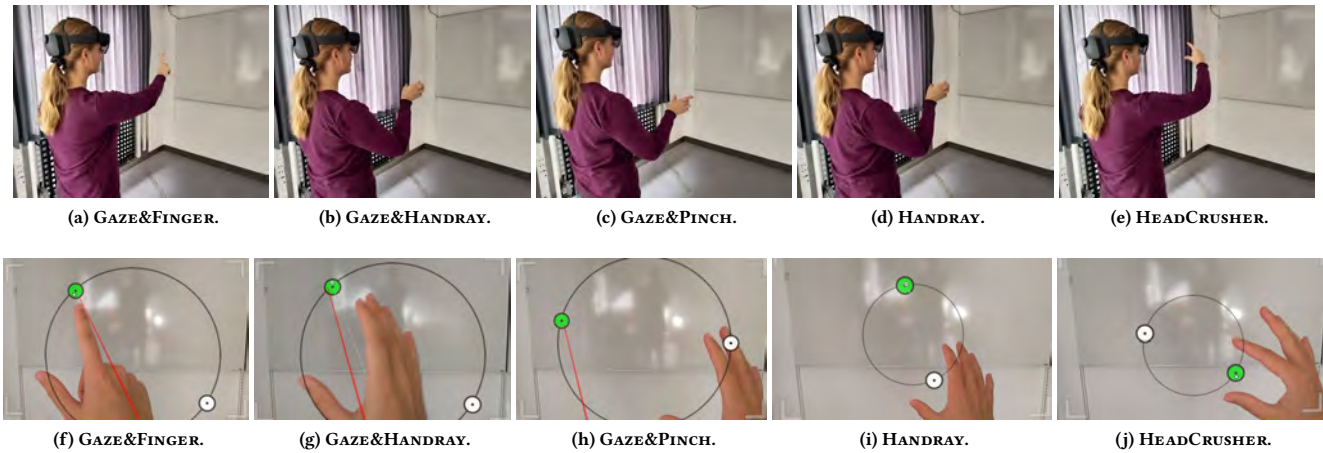 (a) GAZE&FINGER.
(b) GAZE&HANDRAY.
(c) GAZE&PINCH.
(d) HANDRAY.
(e) HEADCRUSHER.
(f) GAZE&FINGER.
(g) GAZE&HANDRAY.
(h) GAZE&PINCH.
(i) HANDRAY.
(j) HEADCRUSHER.